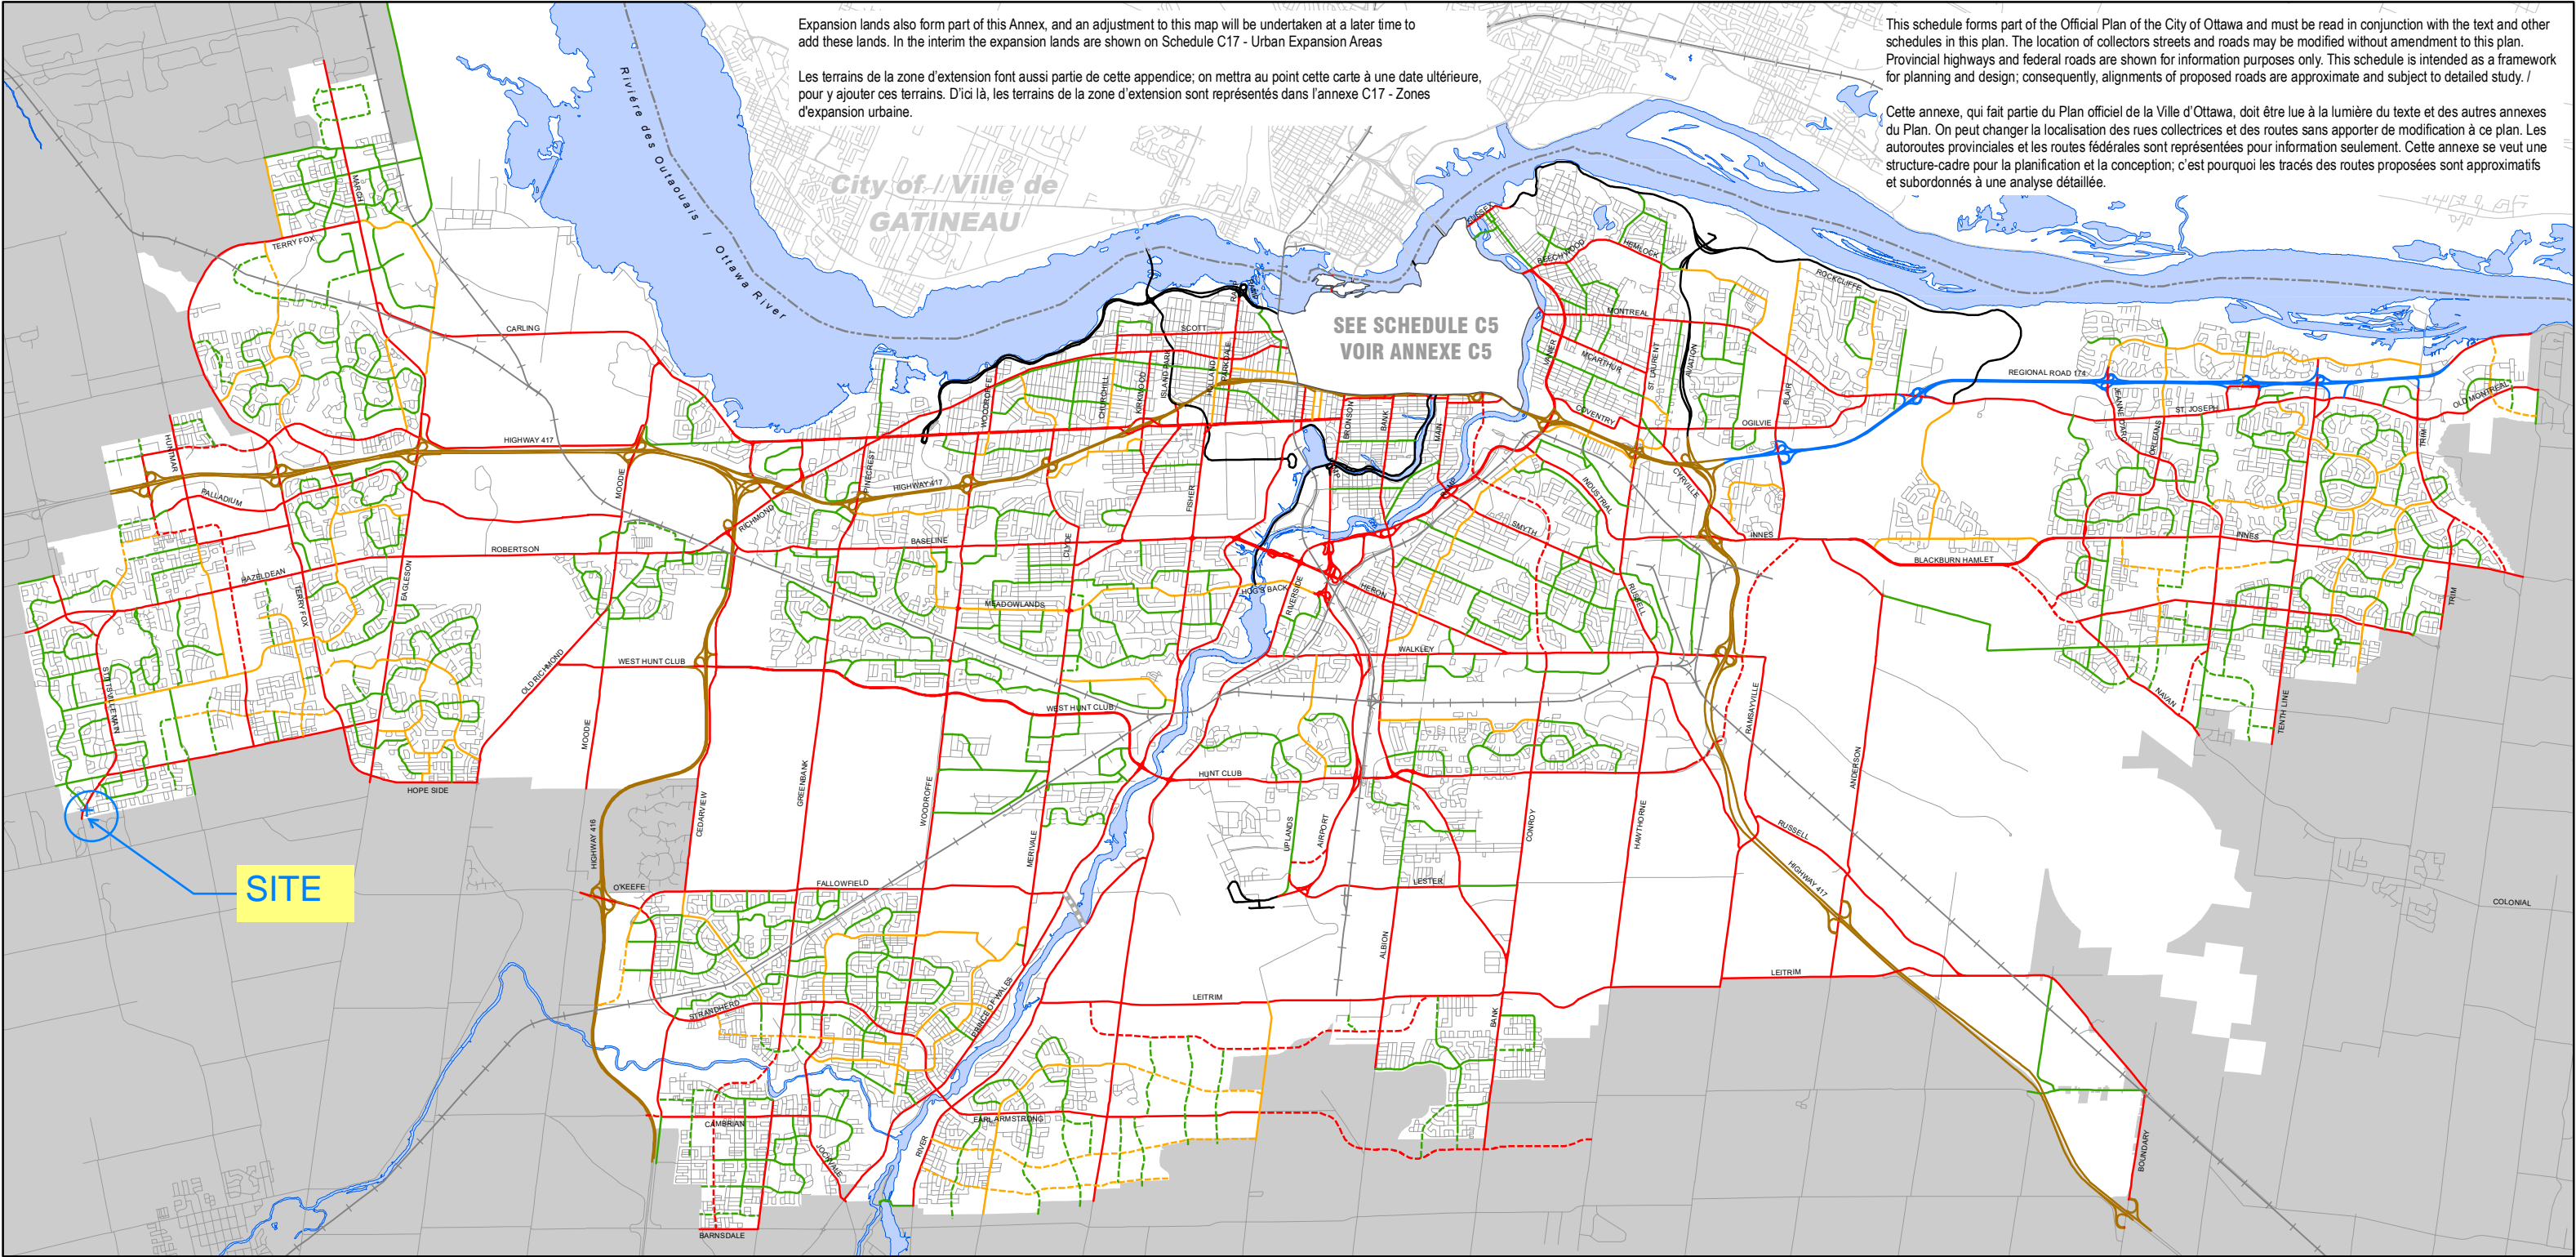 Expansion lands also form part of this Annex, and an adjustment to this map will be undertaken at a later time to
add these lands. In the interim the expansion lands are shown on Schedule C17 - Urban Expansion Areas
Les terrains de la zone d'extension font aussi partie de cette appendice; on mettra au point cette carte à une date ultérieure,
pour y ajouter ces terrains. D'ici là, les terrains de la zone d'extension sont représentés dans l'annexe C17 - Zones
d'expansion urbaine.
This schedule forms part of the Official Plan of the City of Ottawa and must be read in conjunction with the text and other
schedules in this plan. The location of collectors streets and roads may be modified without amendment to this plan.
Provincial highways and federal roads are shown for information purposes only. This schedule is intended as a framework
for planning and design; consequently, alignments of proposed roads are approximate and subject to detailed study. /
Cette annexe, qui fait partie du Plan officiel de la Ville d'Ottawa, doit être lue à la lumière du texte et des autres annexes
du Plan. On peut changer la localisation des rues collectrices et des routes sans apporter de modification à ce plan. Les
autoroutes provinciales et les routes fédérales sont représentées pour information seulement. Cette annexe se veut une
structure-cadre pour la planification et la conception; c'est pourquoi les tracés des routes proposées sont approximatifs
et subordonnés à une analyse détaillée.
Rivière des Outaouais / Ottawa River
City of / Ville de
GATINEAU
SEE SCHEDULE C5
VOIR ANNEXE C5
MARCH
TERRY FOX
CARLING
SCOTT
ISLAND PARK
HOLLAND
PARKDALE
KIRKWOOD
CHURCHILL
WOODROFFE
BEECHWOOD
HEMLOCK
ROCKCLIFFE
MONTREAL
VANIER
MCARTHUR
ST. LAURENT
AVIATION
BLAIR
REGIONAL ROAD 174
OLD MONTREAL
JEANNE D'ARC
ST. JOSEPH
ORLEANS
TRIM
COVENTRY
OGILVIE
BRONSON
BANK
MAIN
HUNTMAR
HIGHWAY 417
MOODIE
PINECREST
HIGHWAY 417
PALLADIUM
RICHMOND
FISHER
RAMP
RAMP
INDUSTRIAL
CYRVILLE
SMYTH
INNES
INNES
BLACKBURN HAMLET
ROBERTSON
BASELINE
CLYDE
HAZELDEAN
EAGLESON
TERRY FOX
MEADOWLANDS
HOG'S BACK
RIVERSIDE
HERON
RUSSELL
TRIM
WALKLEY
WEST HUNT CLUB
OLD RICHMOND
STITTSVILLE MAIN
WEST HUNT CLUB
RAMSAYVILLE
NAVAN
TENTH LINE
MOODIE
HOPE SIDE
HUNT CLUB
GREENBANK
WOODROFFE
CEDARVIEW
HIGHWAY 416
MERIVALE
UPLANDS
AIRPORT
CONROY
HAWTHORNE
ANDERSON
RUSSELL
HIGHWAY 417
SITE
O'KEEFE
FALLOWFIELD
LESTER
COLONIAL
ALBION
LEITRIM
LEITRIM
STRANDHERD
PRINCE OF WALES
BANK
CAMBRIAN
JOCKVALE
EARL ARMSTRONG
RIVER
BOUNDARY
BARNSDALE